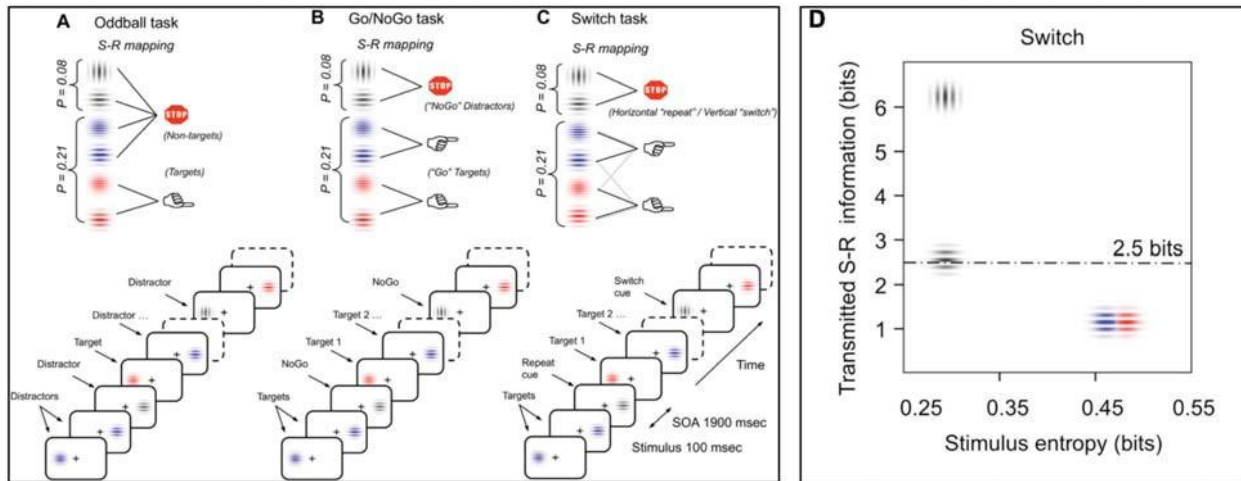 A
Oddball task
S-R mapping
P = 0.08
P = 0.21
STOP
(Non-targets)
(Targets)
Distractor
Distractor ...
Target
Distractor
Distractors
B
Go/NoGo task
S-R mapping
P = 0.08
P = 0.21
STOP
("NoGo" Distractors)
("Go" Targets)
NoGo
Target 2 ...
Target 1
NoGo
Targets
C
Switch task
S-R mapping
P = 0.08
P = 0.21
STOP
(Horizontal "repeat" / Vertical "switch")
Switch
cue
Target 2 ...
Target 1
Repeat
cue
Targets
Time
SOA 1900 msec
Stimulus 100 msec
D
Switch
Transmitted S-R information (bits)
6
5
4
3
2
1
2.5 bits
0.25
0.35
0.45
0.55
Stimulus entropy (bits)